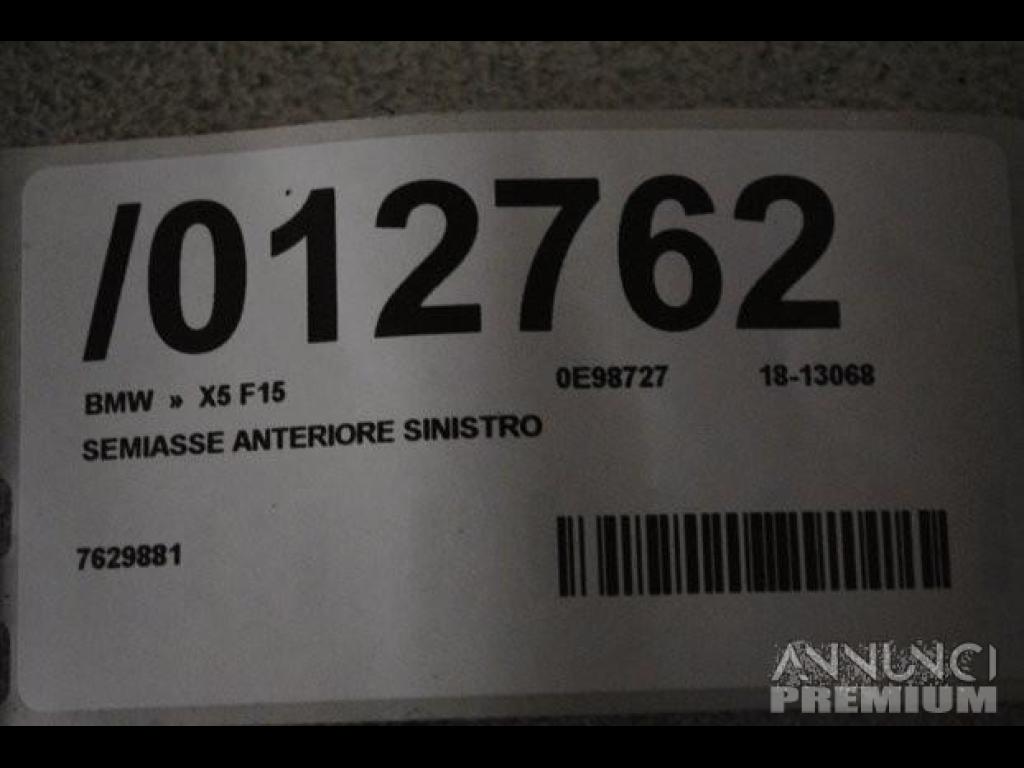 /012762
BMW » X5 F15 0E98727 18-13068
SEMIASSE ANTERIORE SINISTRO
7629881
ANNUNCI
PREMIUM